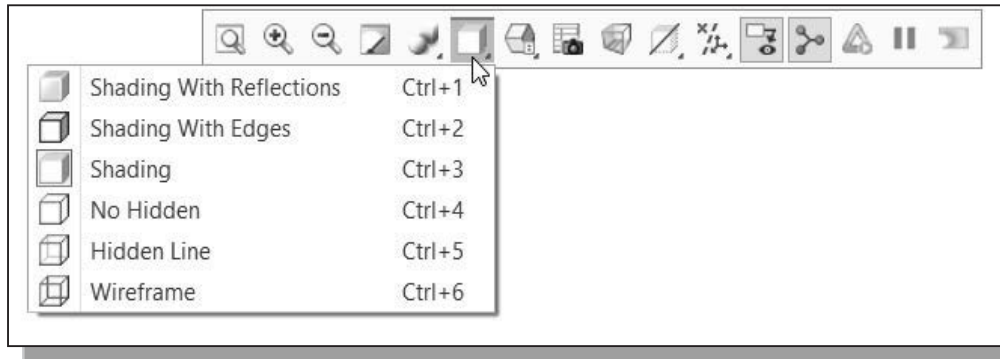 Shading With Reflections Ctrl+1
Shading With Edges Ctrl+2
Shading Ctrl+3
No Hidden Ctrl+4
Hidden Line Ctrl+5
Wireframe Ctrl+6